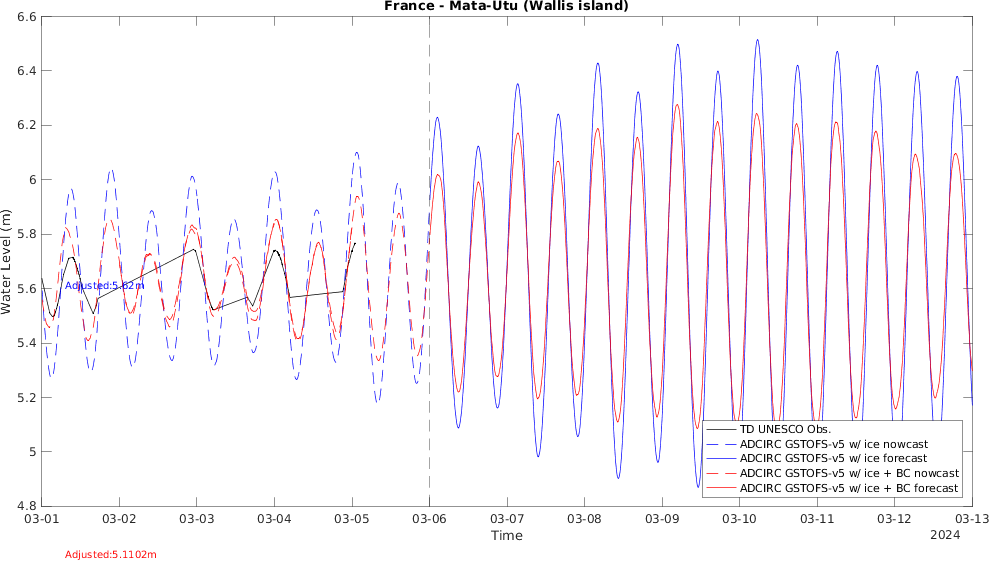 France - Mata-Utu (Wallis island)
Water Level (m)
6.6
6.4
6.2
6
5.8
5.6
5.4
5.2
5
4.8
Adjusted:5.62m
TD UNESCO Obs.
ADCIRC GSTOFS-v5 w/ ice nowcast
ADCIRC GSTOFS-v5 w/ ice forecast
ADCIRC GSTOFS-v5 w/ ice + BC nowcast
ADCIRC GSTOFS-v5 w/ ice + BC forecast
03-01 03-02 03-03 03-04 03-05 03-06 03-07 03-08 03-09 03-10 03-11 03-12 03-13
Time
2024
Adjusted:5.1102m